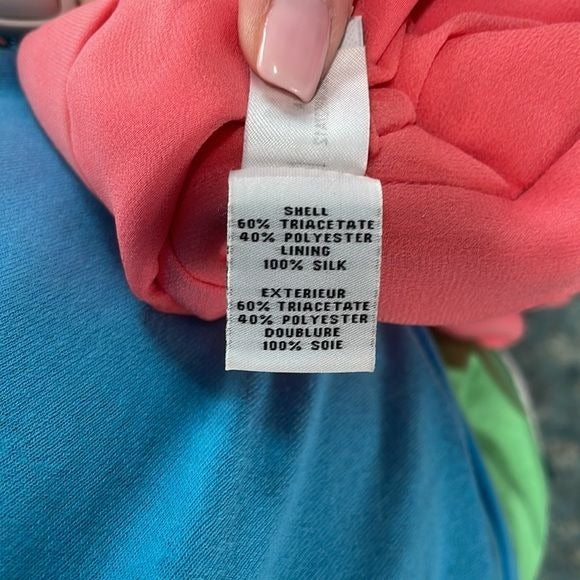 SHELL
60% TRIACETATE
40% POLYESTER
LINING
100% SILK
EXTERIEUR
60% TRIACETATE
40% POLYESTER
DOUBLURE
100% SOIE